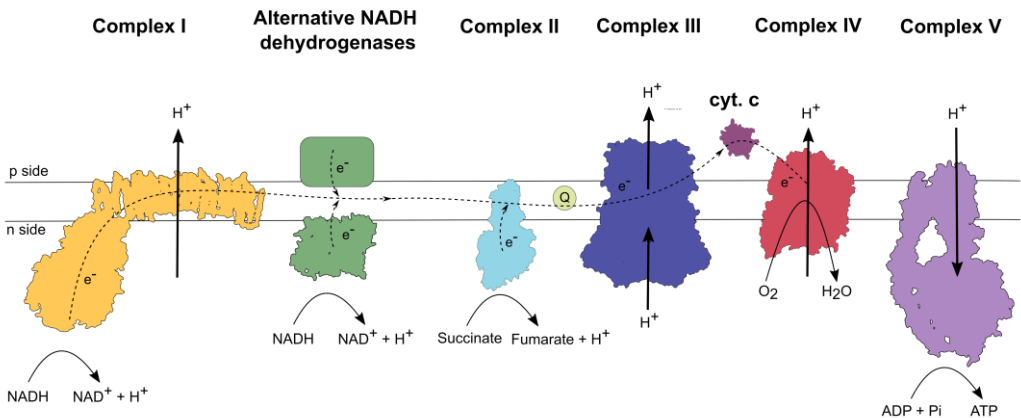 Complex I
Alternative NADH
dehydrogenases
Complex II
Complex III
Complex IV
Complex V
cyt. c
H⁺
H⁺
H⁺
H⁺
p side
n side
e⁻
e⁻
e⁻
e⁻
Q
e⁻
e⁻
H⁺
O₂
H₂O
NADH
NAD⁺ + H⁺
NADH
NAD⁺ + H⁺
Succinate
Fumarate + H⁺
ADP + Pi
ATP